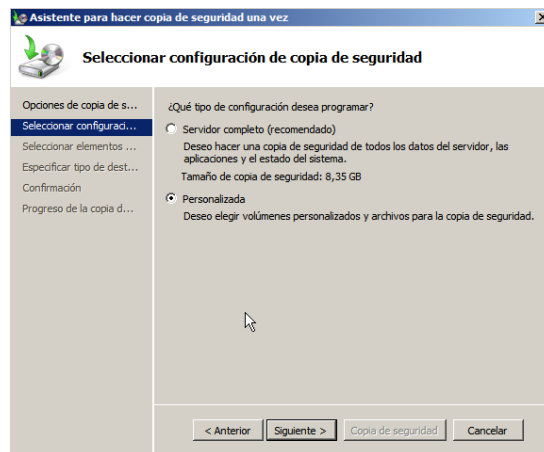 Asistente para hacer copia de seguridad una vez
Seleccionar configuración de copia de seguridad
Opciones de copia de s...
Seleccionar configuraci...
Seleccionar elementos ...
Especificar tipo de dest...
Confirmación
Progreso de la copia d...
¿Qué tipo de configuración desea programar?
Servidor completo (recomendado)
Deseo hacer una copia de seguridad de todos los datos del servidor, las
aplicaciones y el estado del sistema.
Tamaño de copia de seguridad: 8,35 GB
Personalizada
Deseo elegir volúmenes personalizados y archivos para la copia de seguridad.
< Anterior
Siguiente >
Copia de seguridad
Cancelar